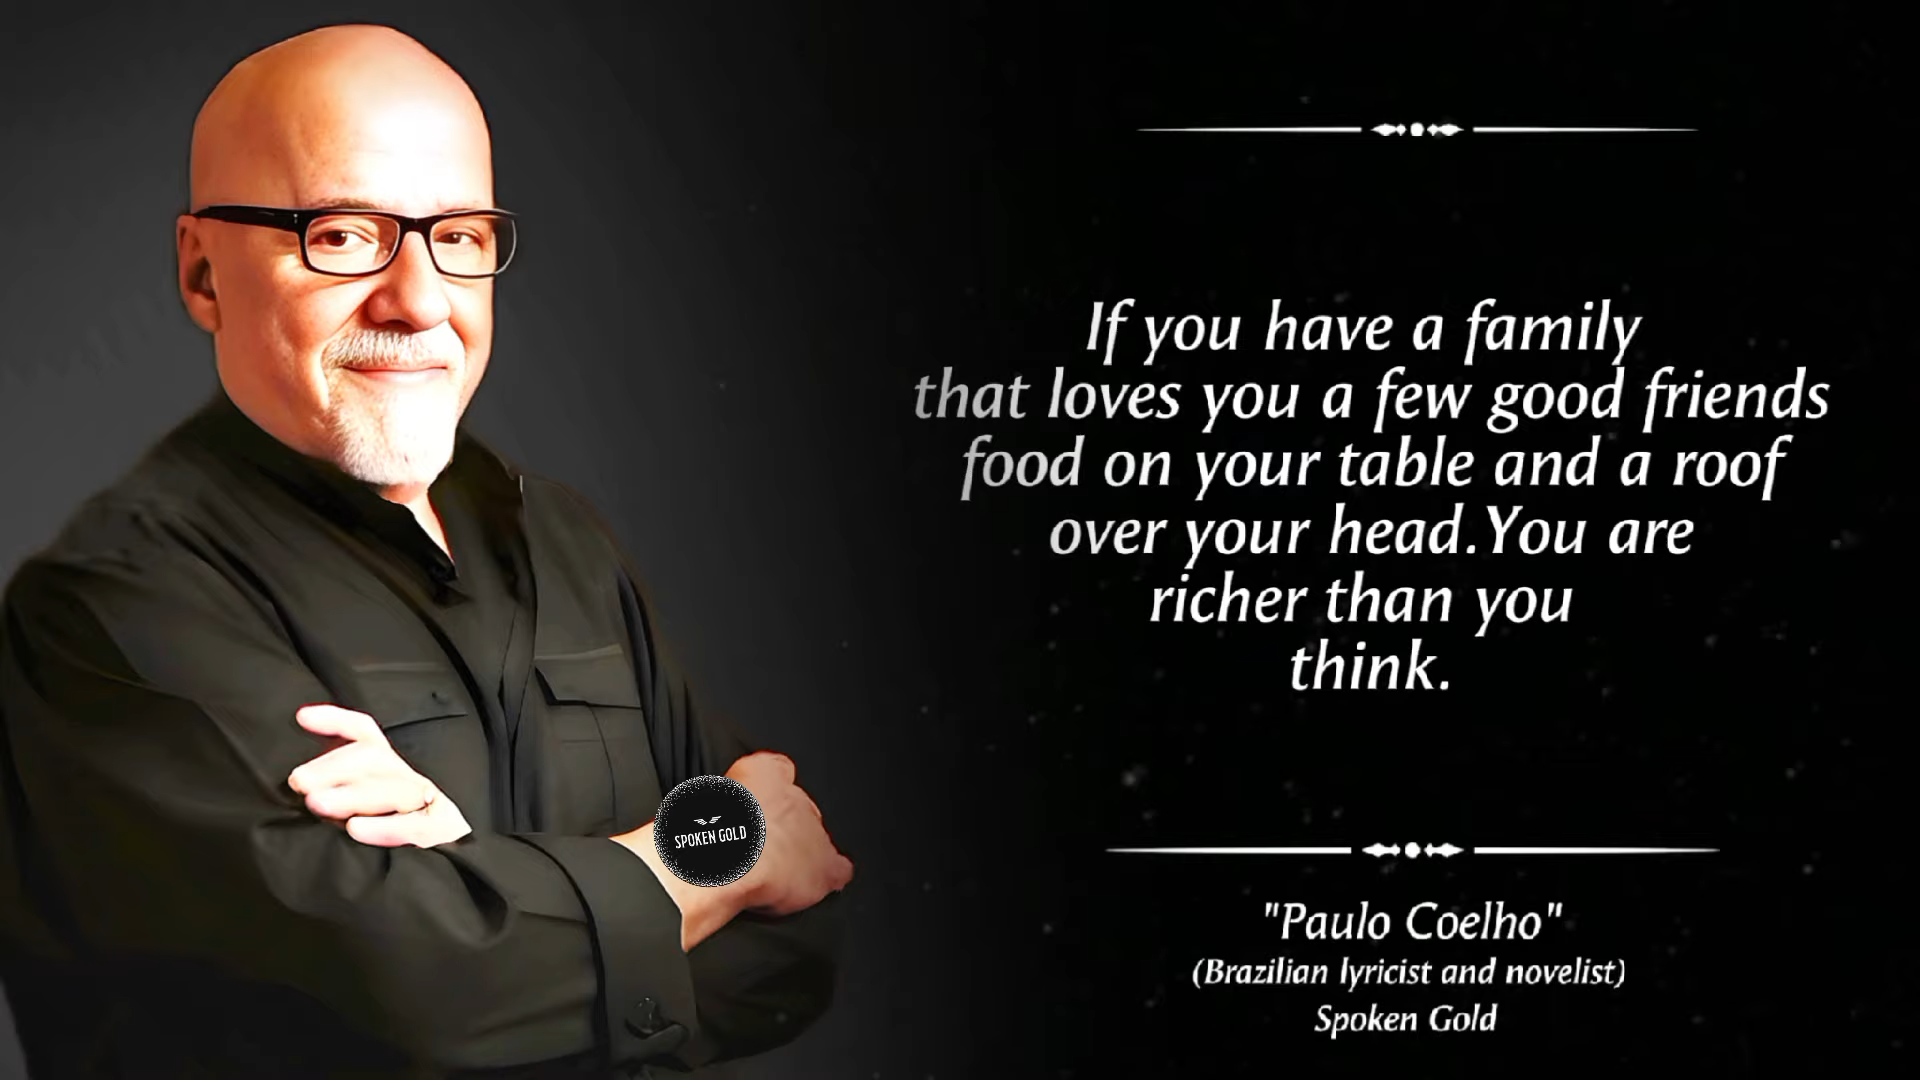 If you have a family
that loves you a few good friends
food on your table and a roof
over your head.You are
richer than you
think.
SPOKEN GOLD
"Paulo Coelho"
(Brazilian lyricist and novelist)
Spoken Gold